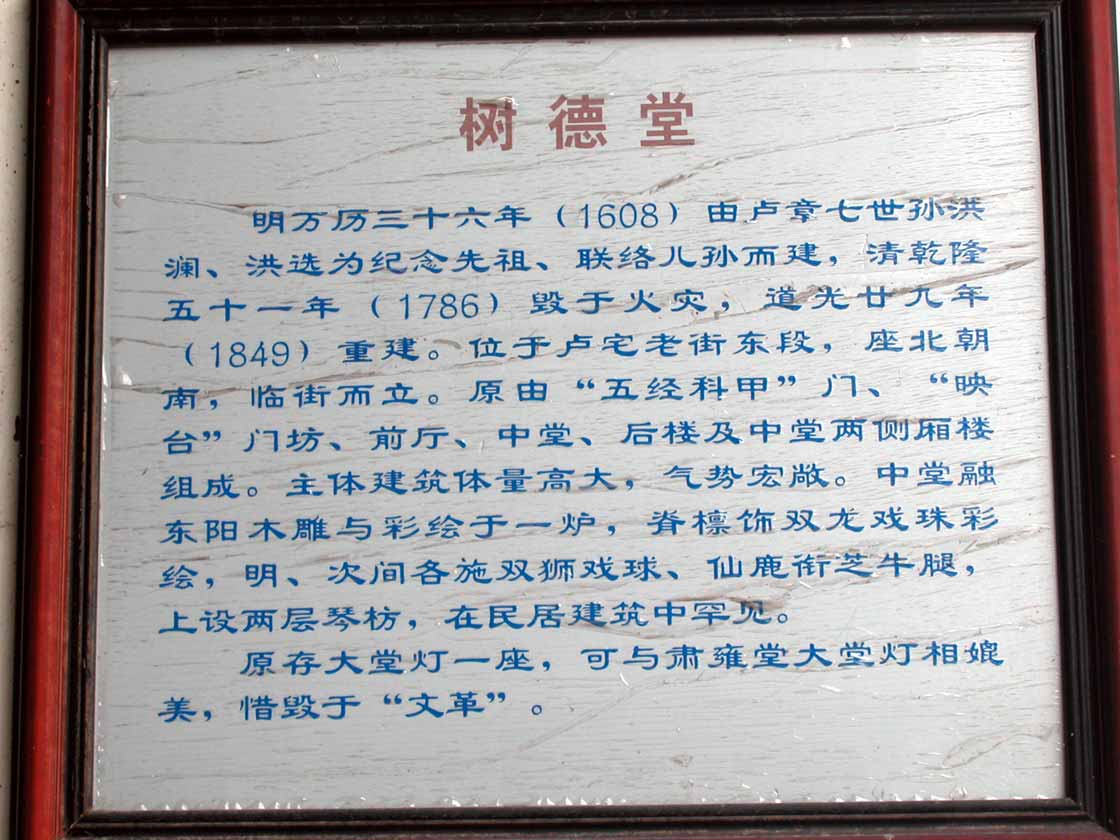 树德堂
明万历三十六年（1608）由卢章七世孙洪
澜、洪选为纪念先祖、联络儿孙而建，清乾隆
五十一年（1786）毁于火灾，道光廿九年
（1849）重建。位于卢宅老街东段，座北朝
南，临街而立。原由“五经科甲”门、“映
台”门坊、前厅、中堂、后楼及中堂两侧厢楼
组成。主体建筑体量高大，气势宏敞。中堂融
东阳木雕与彩绘于一炉，脊檩饰双龙戏珠彩
绘，明、次间各施双狮戏球、仙鹿衔芝牛腿，
上设两层琴枋，在民居建筑中罕见。
原存大堂灯一座，可与肃雍堂大堂灯相媲
美，惜毁于“文革”。